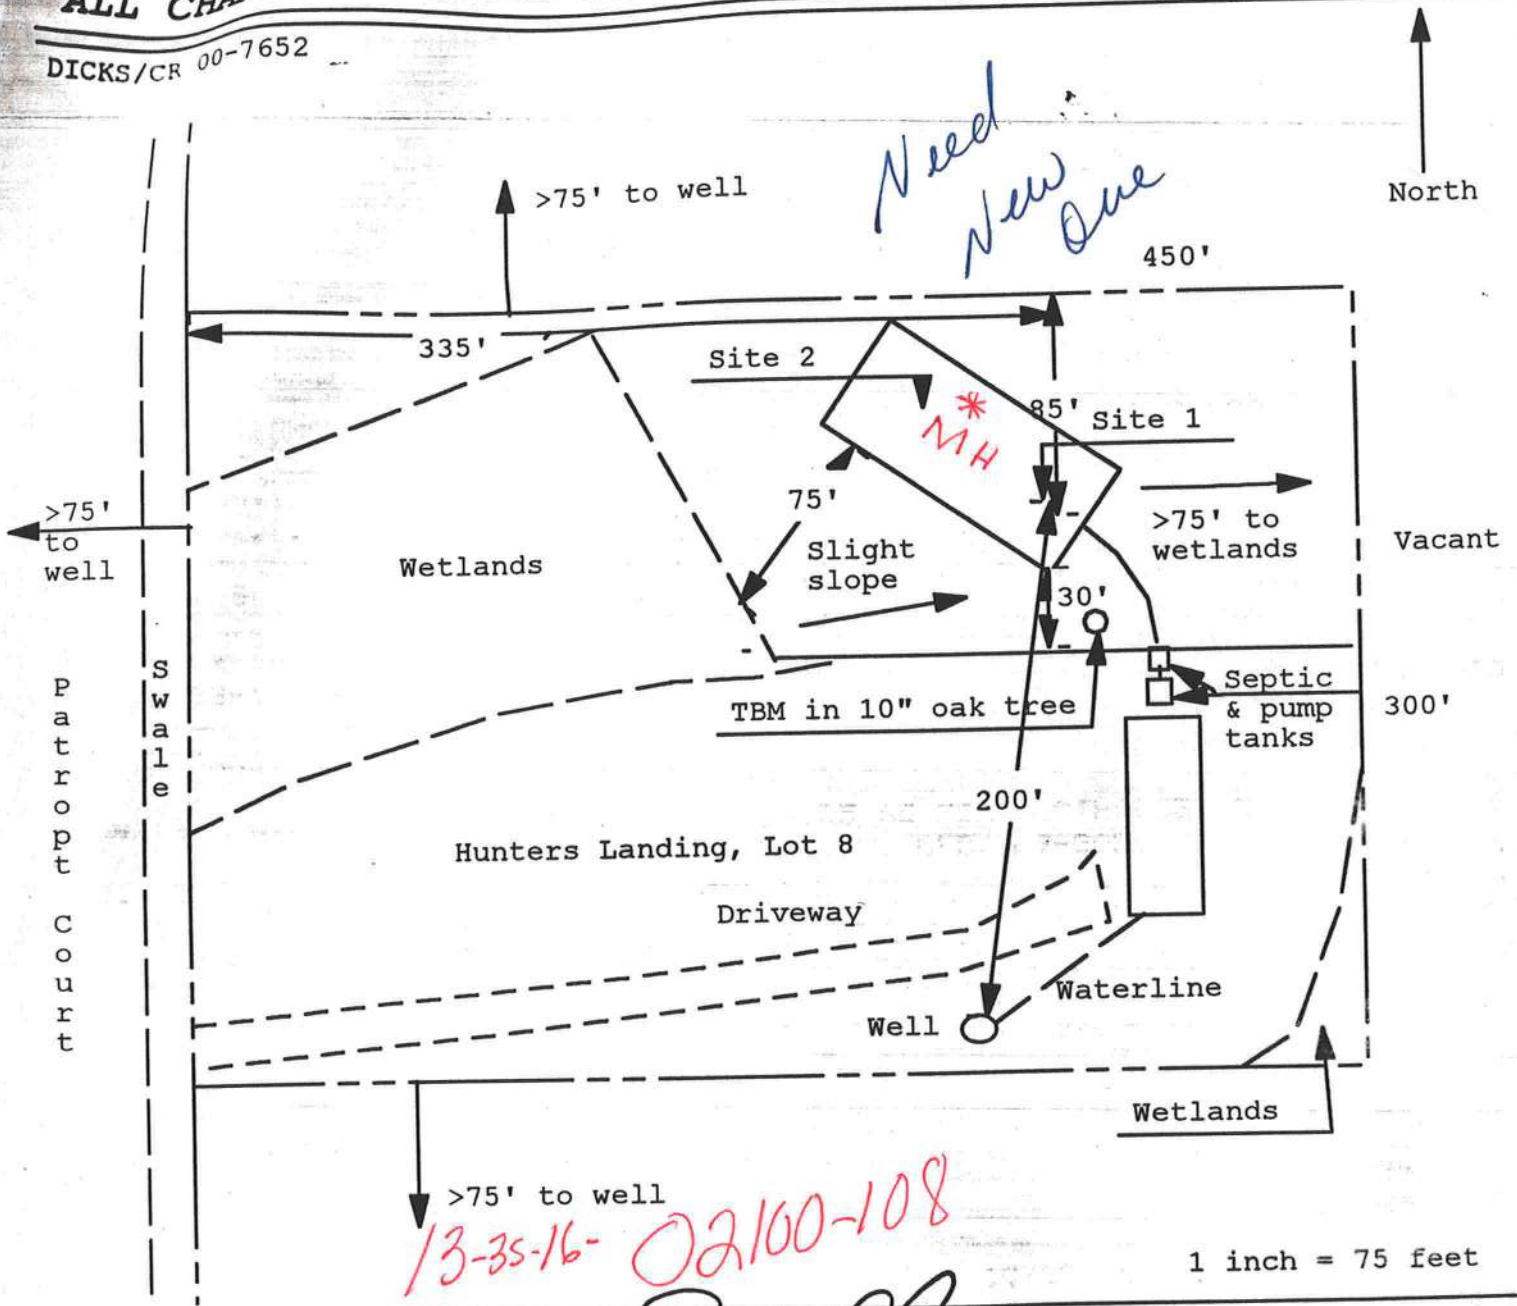 ALL
DICKS/CR 00-7652
Need
New
One
North
>75' to well
450'
335'
Site 2
*
MH
85'
Site 1
>75'
to
well
75'
>75' to
wetlands
Vacant
Wetlands
Slight
slope
30'
Swale
Patropt Court
Septic
& pump
tanks
TBM in 10" oak tree
300'
200'
Hunters Landing, Lot 8
Driveway
Waterline
Well
Wetlands
>75' to well
13-35-16- 02100-108
1 inch = 75 feet